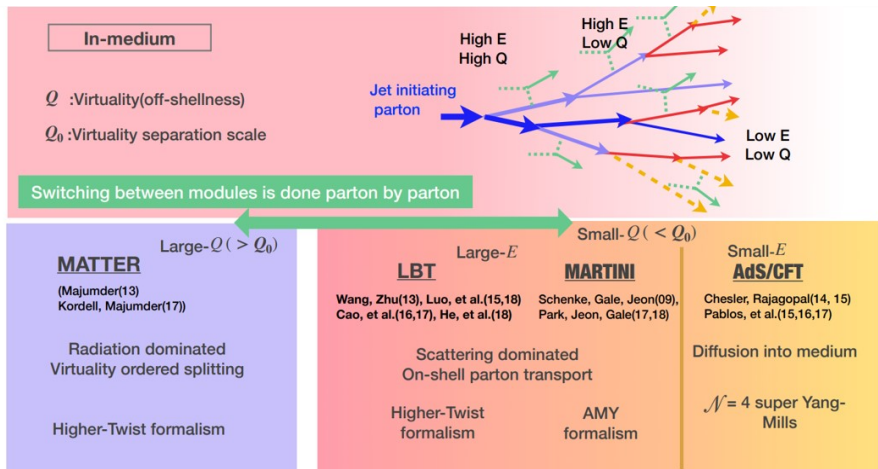 In-medium
Q :Virtuality(off-shellness)
Q₀ :Virtuality separation scale
High E
High Q
High E
Low Q
Jet initiating
parton
Low E
Low Q
Switching between modules is done parton by parton
Large-Q ( > Q₀)
MATTER
(Majumder(13)
Kordell, Majumder(17))
Radiation dominated
Virtuality ordered splitting
Higher-Twist formalism
Small-Q ( < Q₀)
Large-E
LBT
Wang, Zhu(13), Luo, et.al(15,18)
Cao, et.al(16,17), He, et.al(18)
MARTINI
Schenke, Gale, Jeon(09),
Park, Jeon, Gale(17,18)
Scattering dominated
On-shell parton transport
Higher-Twist
formalism
AMY
formalism
Small-E
AdS/CFT
Chesler, Rajagopal(14, 15)
Pablos, et.al(15,16,17)
Diffusion into medium
𝒩 = 4 super Yang-
Mills